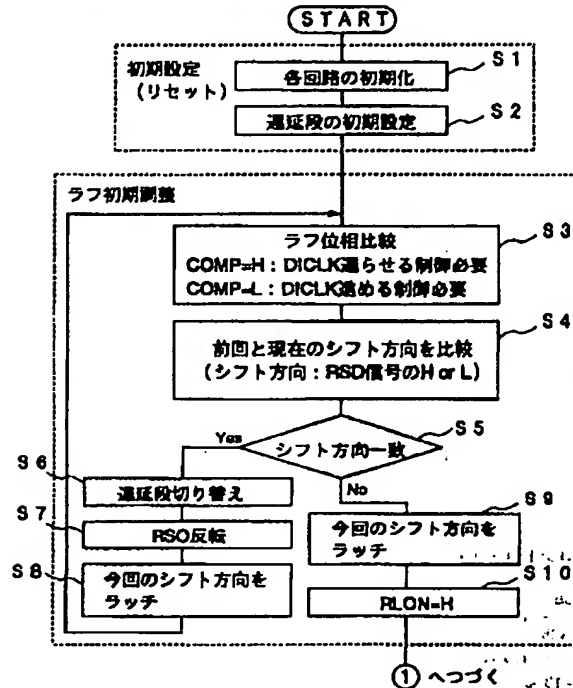 START
初期設定
(リセット)
各回路の初期化
S1
遅延段の初期設定
S2
ラフ初期調整
ラフ位相比較
COMP=H:DICLK遅らせる制御必要
COMP=L:DICLK進める制御必要
S3
前回と現在のシフト方向を比較
(シフト方向:RSD信号のH or L)
S4
シフト方向一致
S5
Yes
No
S6
遅延段切り替え
S7
RSO反転
S8
今回のシフト方向を
ラッチ
S9
今回のシフト方向を
ラッチ
S10
RLON=H
① へつづく